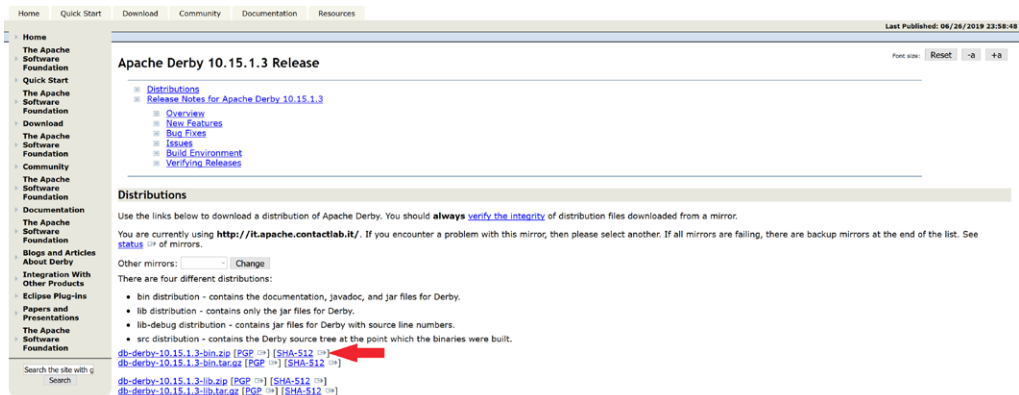 Home Quick Start Download Community Documentation Resources
Last Published: 06/26/2019 23:58:48
Home
The Apache
Software
Foundation
Quick Start
The Apache
Software
Foundation
Download
The Apache
Software
Foundation
Community
The Apache
Software
Foundation
Documentation
The Apache
Software
Foundation
Blogs and Articles
About Derby
Integration With
Other Products
Eclipse Plug-ins
Papers and
Presentations
The Apache
Software
Foundation
Search the site with g
Search
Font size: Reset -a +a
Apache Derby 10.15.1.3 Release
Distributions
Release Notes for Apache Derby 10.15.1.3
Overview
New Features
Bug Fixes
Issues
Build Environment
Verifying Releases
Distributions
Use the links below to download a distribution of Apache Derby. You should always verify the integrity of distribution files downloaded from a mirror.
You are currently using http://it.apache.contactlab.it/. If you encounter a problem with this mirror, then please select another. If all mirrors are failing, there are backup mirrors at the end of the list. See
status of mirrors.
Other mirrors: Change
There are four different distributions:
• bin distribution - contains the documentation, javadoc, and jar files for Derby.
• lib distribution - contains only the jar files for Derby.
• lib-debug distribution - contains jar files for Derby with source line numbers.
• src distribution - contains the Derby source tree at the point which the binaries were built.
db-derby-10.15.1.3-bin.zip [PGP] [SHA-512]
db-derby-10.15.1.3-bin.tar.gz [PGP] [SHA-512]
db-derby-10.15.1.3-lib.zip [PGP] [SHA-512]
db-derby-10.15.1.3-lib.tar.gz [PGP] [SHA-512]